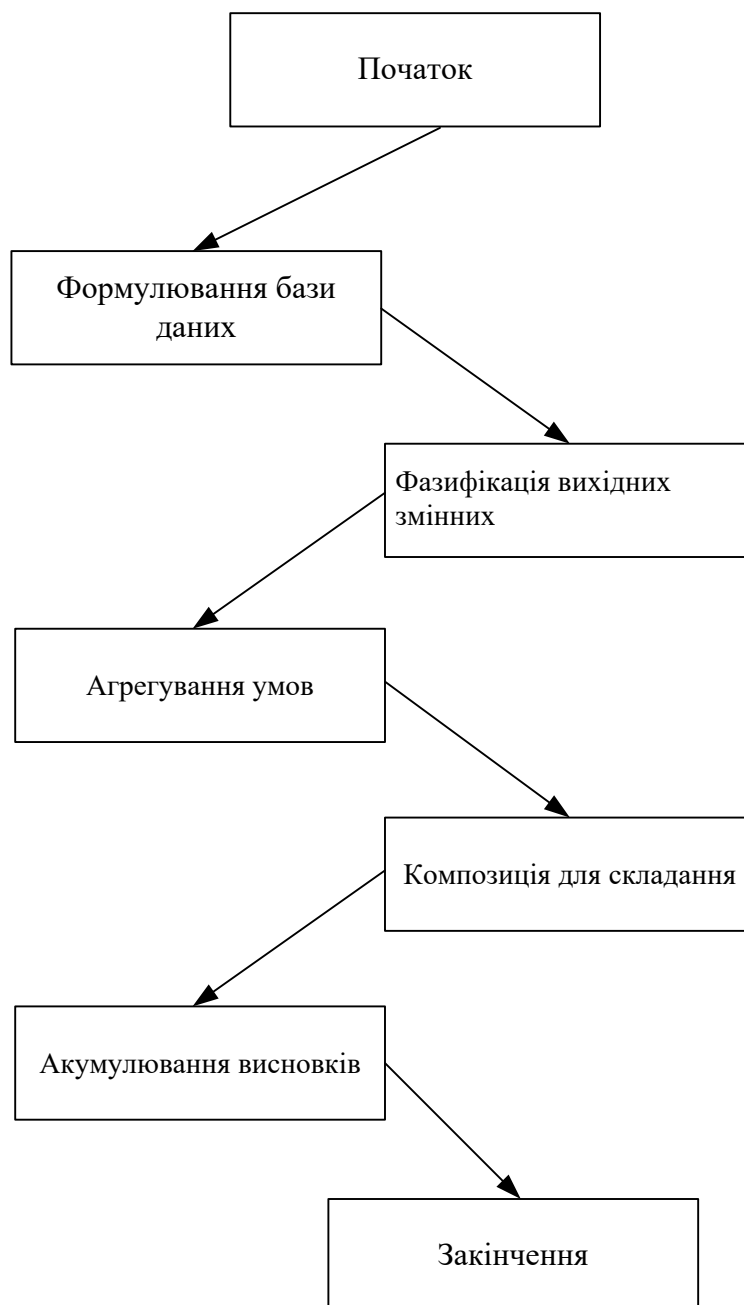 Початок
Формулювання бази
даних
Фазифікація вихідних
змінних
Агрегування умов
Композиція для складання
Акумулювання висновків
Закінчення